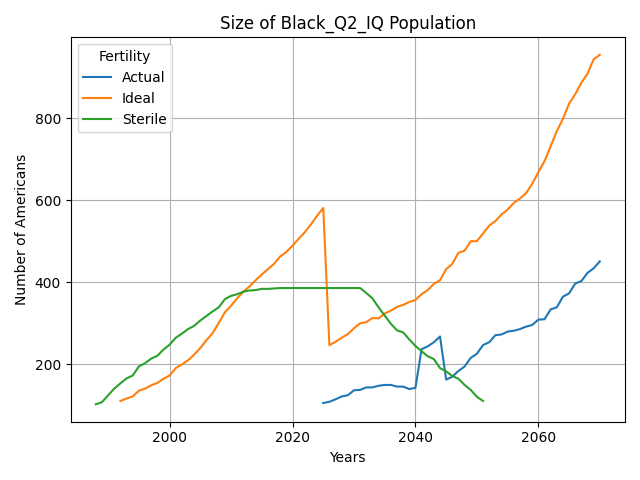 Size of Black_Q2_IQ Population
Fertility
Actual
Ideal
Sterile
Number of Americans
800
600
400
200
2000
2020
2040
2060
Years